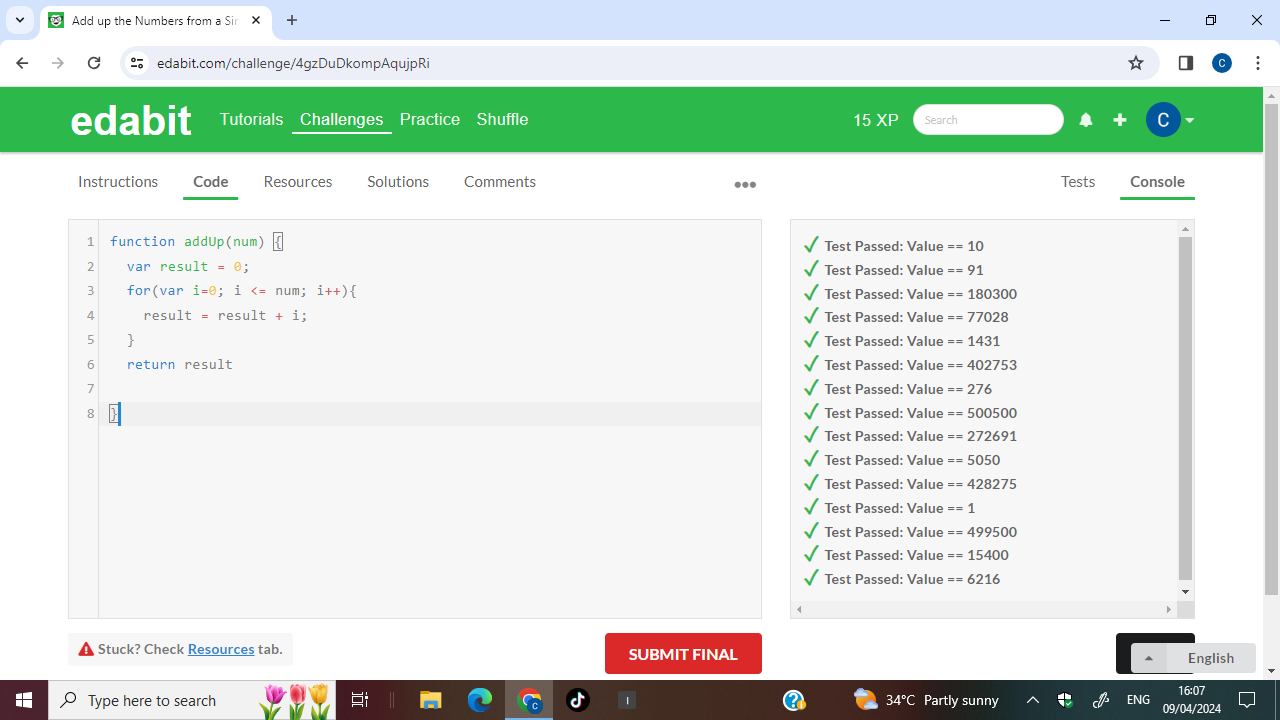 Add up the Numbers from a Sin
edabit.com/challenge/4gzDuDkompAqujpRi
C
edabit
Tutorials
Challenges
Practice
Shuffle
15 XP
Search
C
Instructions
Code
Resources
Solutions
Comments
Tests
Console
1 function addUp(num) {
2 var result = 0;
3 for(var i=0; i <= num; i++){
4 result = result + i;
5 }
6 return result
7
8 }
Test Passed: Value == 10
Test Passed: Value == 91
Test Passed: Value == 180300
Test Passed: Value == 77028
Test Passed: Value == 1431
Test Passed: Value == 402753
Test Passed: Value == 276
Test Passed: Value == 500500
Test Passed: Value == 272691
Test Passed: Value == 5050
Test Passed: Value == 428275
Test Passed: Value == 1
Test Passed: Value == 499500
Test Passed: Value == 15400
Test Passed: Value == 6216
Stuck? Check Resources tab.
SUBMIT FINAL
English
Type here to search
C
34°C Partly sunny
ENG
16:07
09/04/2024